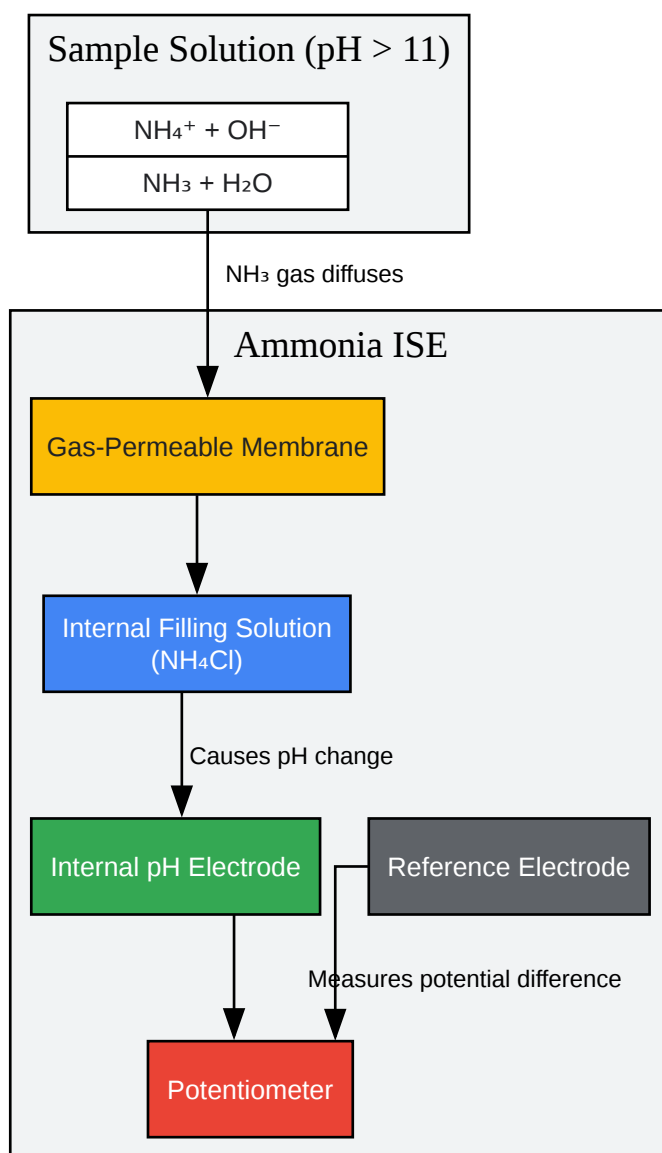 Sample Solution (pH > 11)
NH₄⁺ + OH⁻
NH₃ + H₂O
NH₃ gas diffuses
Ammonia ISE
Gas-Permeable Membrane
Internal Filling Solution
(NH₄Cl)
Causes pH change
Internal pH Electrode
Reference Electrode
Measures potential difference
Potentiometer